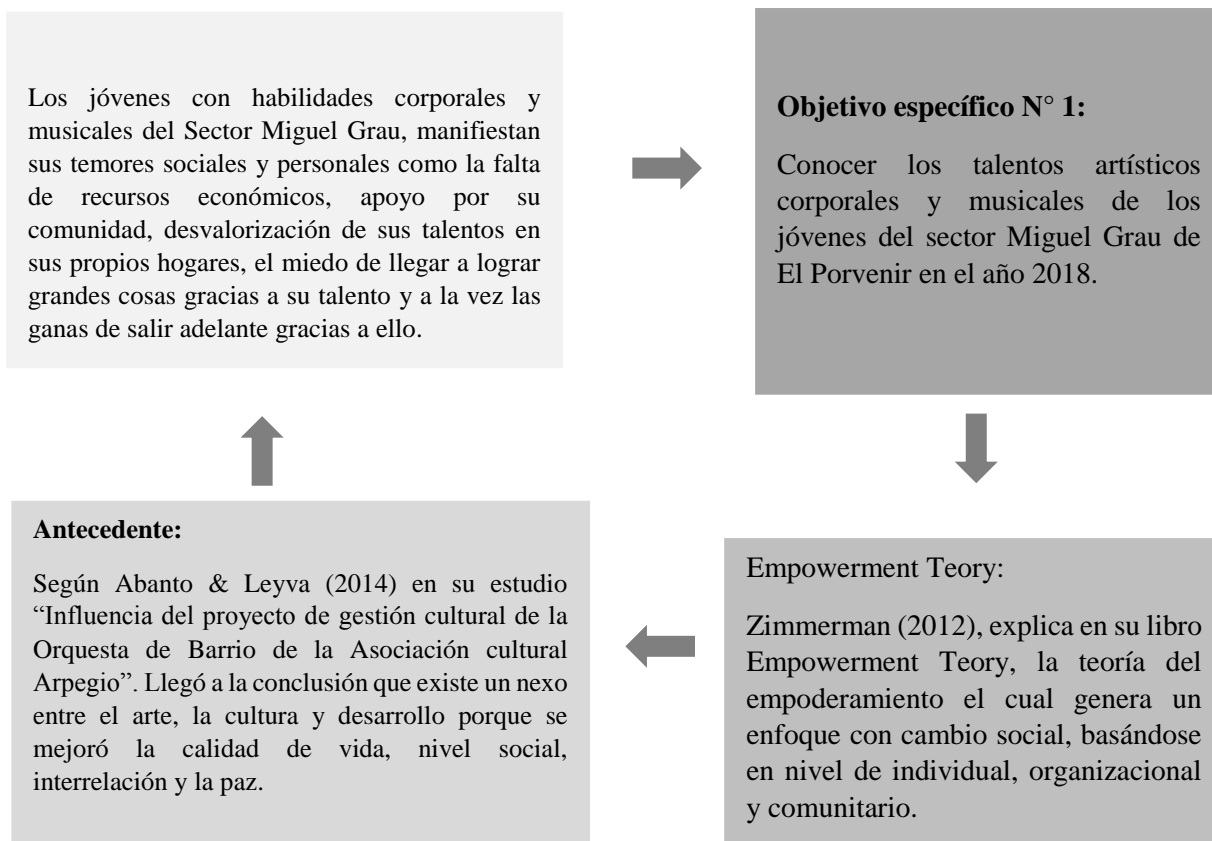 Los jóvenes con habilidades corporales y
musicales del Sector Miguel Grau, manifiestan
sus temores sociales y personales como la falta
de recursos económicos, apoyo por su
comunidad, desvalorización de sus talentos en
sus propios hogares, el miedo de llegar a lograr
grandes cosas gracias a su talento y a la vez las
ganas de salir adelante gracias a ello.
Objetivo específico N° 1:
Conocer los talentos artísticos
corporales y musicales de los
jóvenes del sector Miguel Grau de
El Porvenir en el año 2018.
Empowerment Teory:
Zimmerman (2012), explica en su libro
Empowerment Teory, la teoría del
empoderamiento el cual genera un
enfoque con cambio social, basándose
en nivel de individual, organizacional
y comunitario.
Antecedente:
Según Abanto & Leyva (2014) en su estudio
“Influencia del proyecto de gestión cultural de la
Orquesta de Barrio de la Asociación cultural
Arpegio”. Llegó a la conclusión que existe un nexo
entre el arte, la cultura y desarrollo porque se
mejoró la calidad de vida, nivel social,
interrelación y la paz.